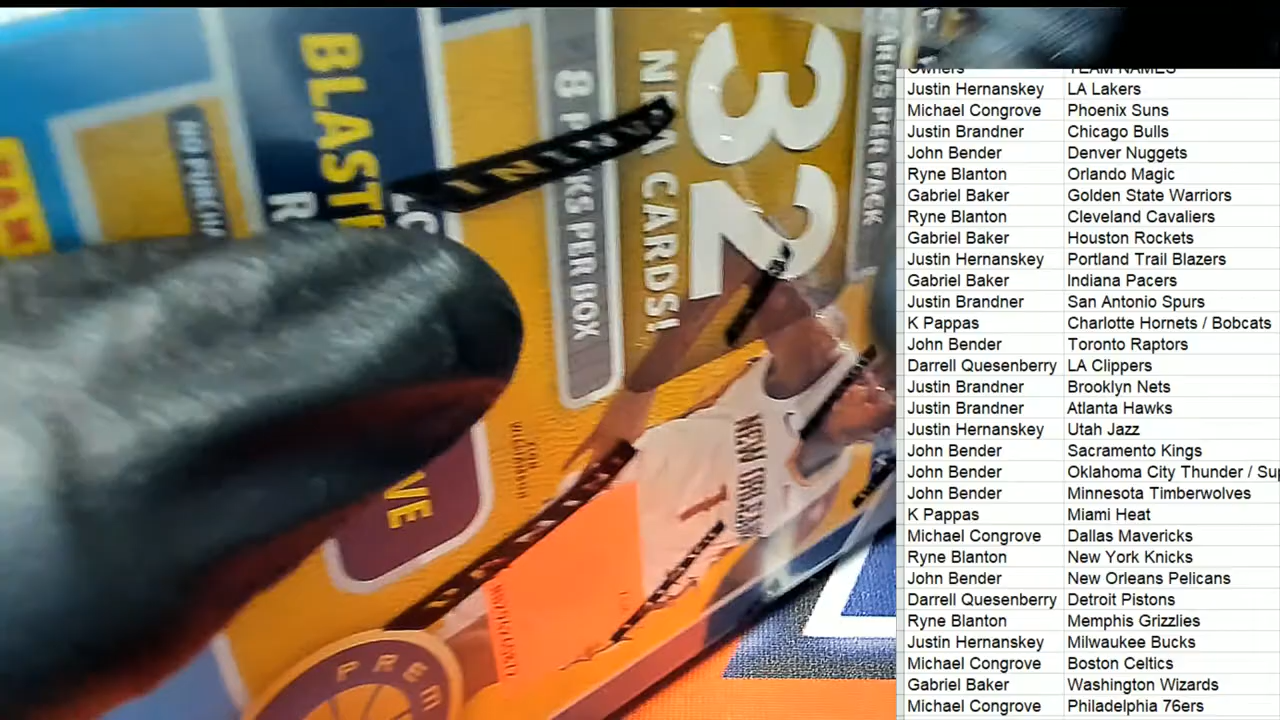 BLAST
R
8 P KS PER BOX
NBA CARDS!
32
CARDS PER PACK
VE
NEW ORLEANS
1
PREM
Owners TEAM NAMES
Justin Hernanskey LA Lakers
Michael Congrove Phoenix Suns
Justin Brandner Chicago Bulls
John Bender Denver Nuggets
Ryne Blanton Orlando Magic
Gabriel Baker Golden State Warriors
Ryne Blanton Cleveland Cavaliers
Gabriel Baker Houston Rockets
Justin Hernanskey Portland Trail Blazers
Gabriel Baker Indiana Pacers
Justin Brandner San Antonio Spurs
K Pappas Charlotte Hornets / Bobcats
John Bender Toronto Raptors
Darrell Quesenberry LA Clippers
Justin Brandner Brooklyn Nets
Justin Brandner Atlanta Hawks
Justin Hernanskey Utah Jazz
John Bender Sacramento Kings
John Bender Oklahoma City Thunder / Su
John Bender Minnesota Timberwolves
K Pappas Miami Heat
Michael Congrove Dallas Mavericks
Ryne Blanton New York Knicks
John Bender New Orleans Pelicans
Darrell Quesenberry Detroit Pistons
Ryne Blanton Memphis Grizzlies
Justin Hernanskey Milwaukee Bucks
Michael Congrove Boston Celtics
Gabriel Baker Washington Wizards
Michael Congrove Philadelphia 76ers